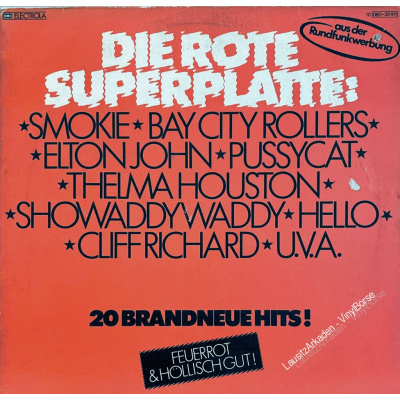 EMI ELECTROLA
aus der
Rundfunkwerbung
DIE ROTE
SUPERPLATTE:
★SMOKIE★BAY CITY ROLLERS★
★ELTON JOHN★PUSSYCAT★
★THELMA HOUSTON★
★SHOWADDYWADDY★HELLO★
★CLIFF RICHARD★U.V.A.
20 BRANDNEUE HITS!
FEUERROT
& HÖLLISCH GUT!
LausitzArkaden - VinylBörse